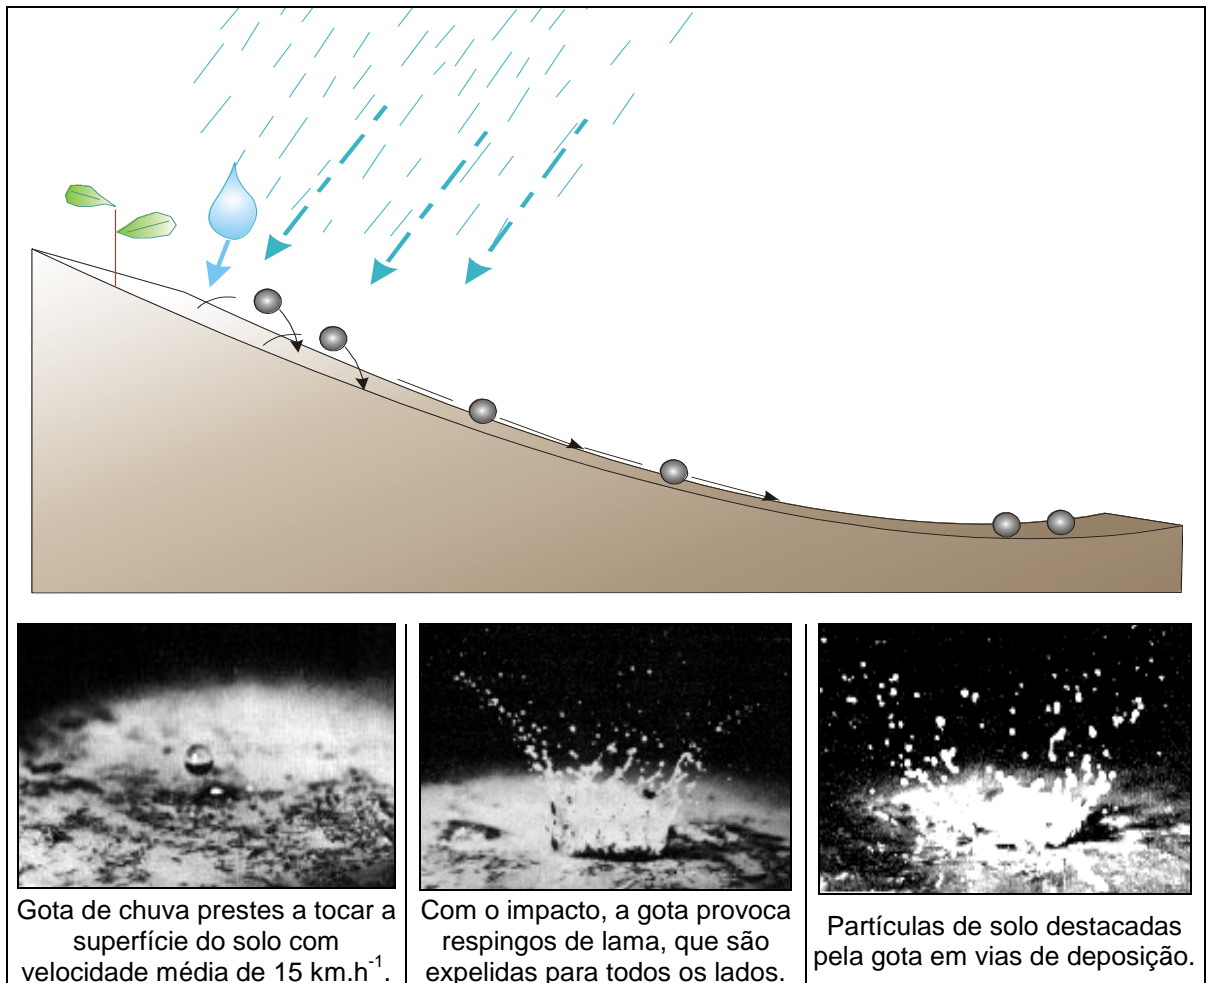 Gota de chuva prestes a tocar a
superfície do solo com
velocidade média de 15 km.h⁻¹.
Com o impacto, a gota provoca
respingos de lama, que são
expelidas para todos os lados.
Partículas de solo destacadas
pela gota em vias de deposição.